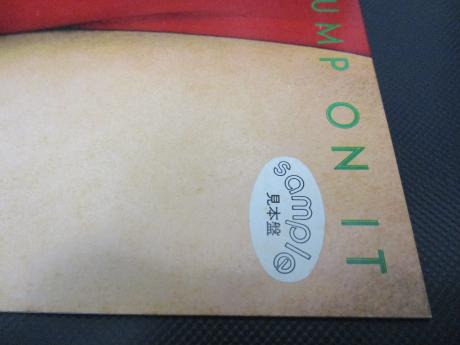 UMP ON IT
sample
見本盤